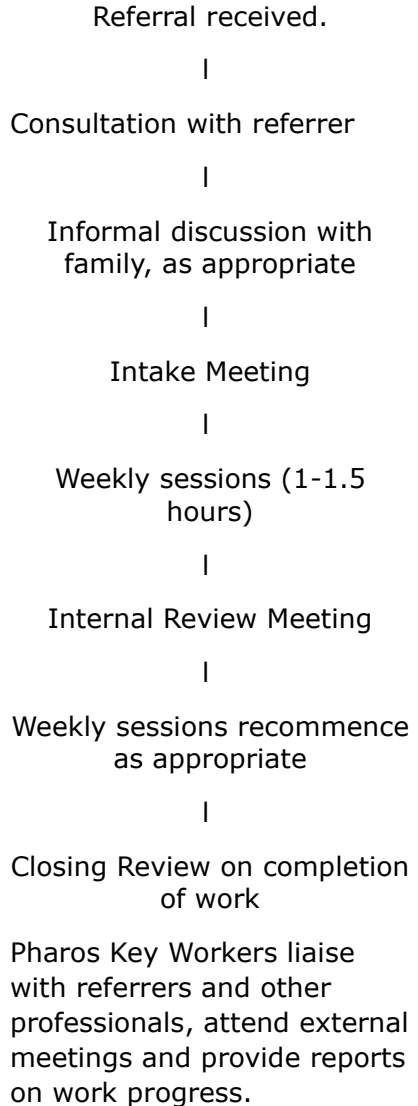 Referral received.
l
Consultation with referrer
l
Informal discussion with
family, as appropriate
l
Intake Meeting
l
Weekly sessions (1-1.5
hours)
l
Internal Review Meeting
l
Weekly sessions recommence
as appropriate
l
Closing Review on completion
of work
Pharos Key Workers liaise
with referrers and other
professionals, attend external
meetings and provide reports
on work progress.